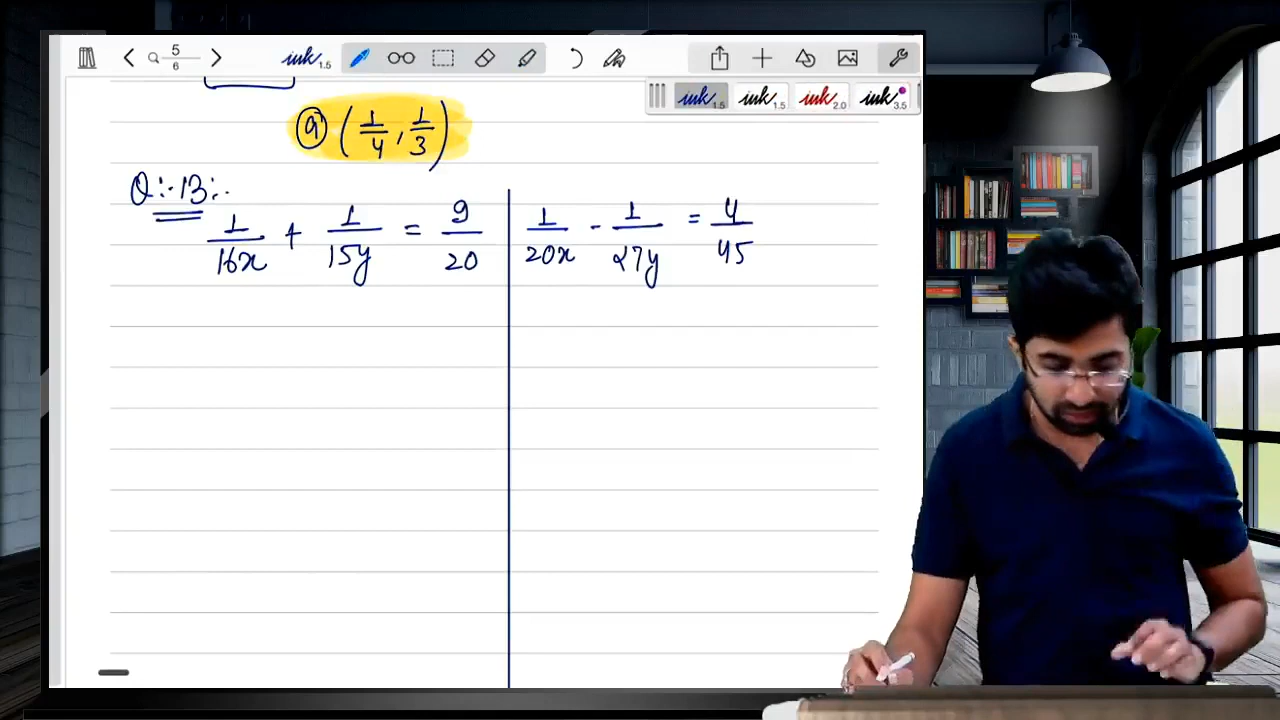 5
6
ink 1.5
ink 1.5 ink 1.5 ink 2.0 ink 3.5
a (1/4, 1/3)
Q:-13:-
1/16x + 1/15y = 9/20
1/20x - 1/27y = 4/45